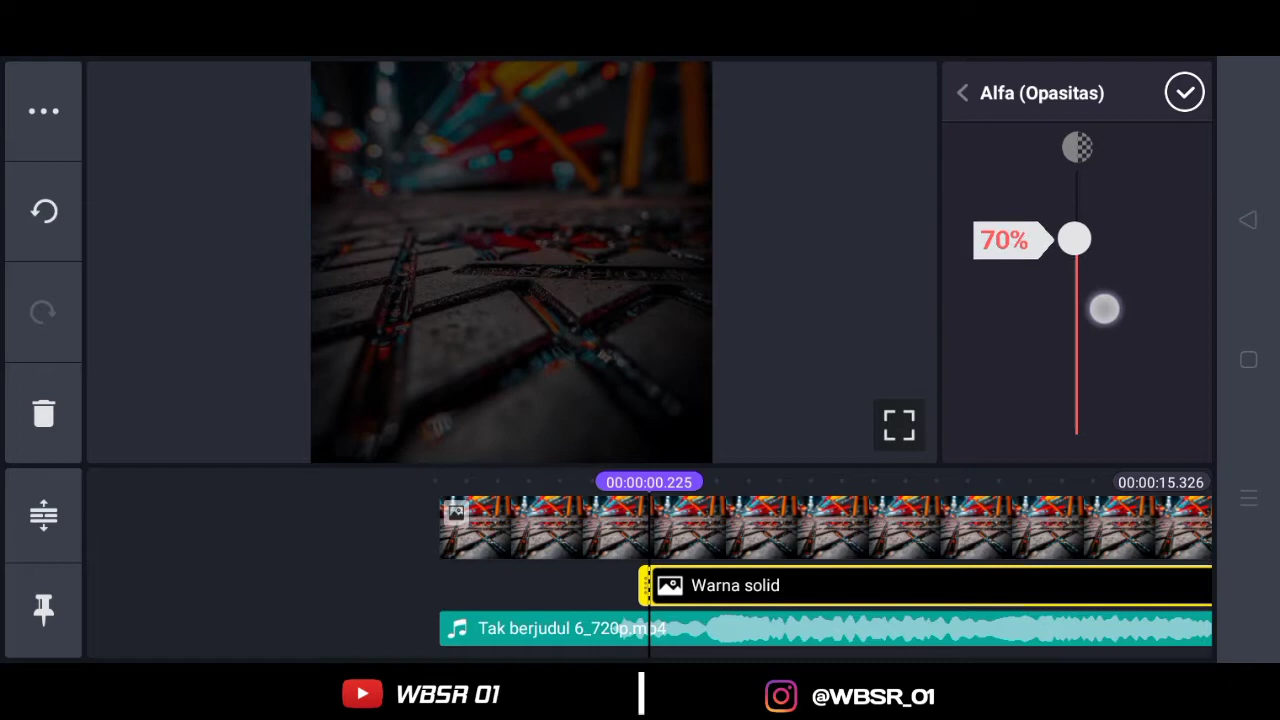 Alfa (Opasitas)
70%
00:00:00.225
00:00:15.326
Warna solid
Tak berjudul 6_720p.mp4
WBSR 01
@WBSR_01